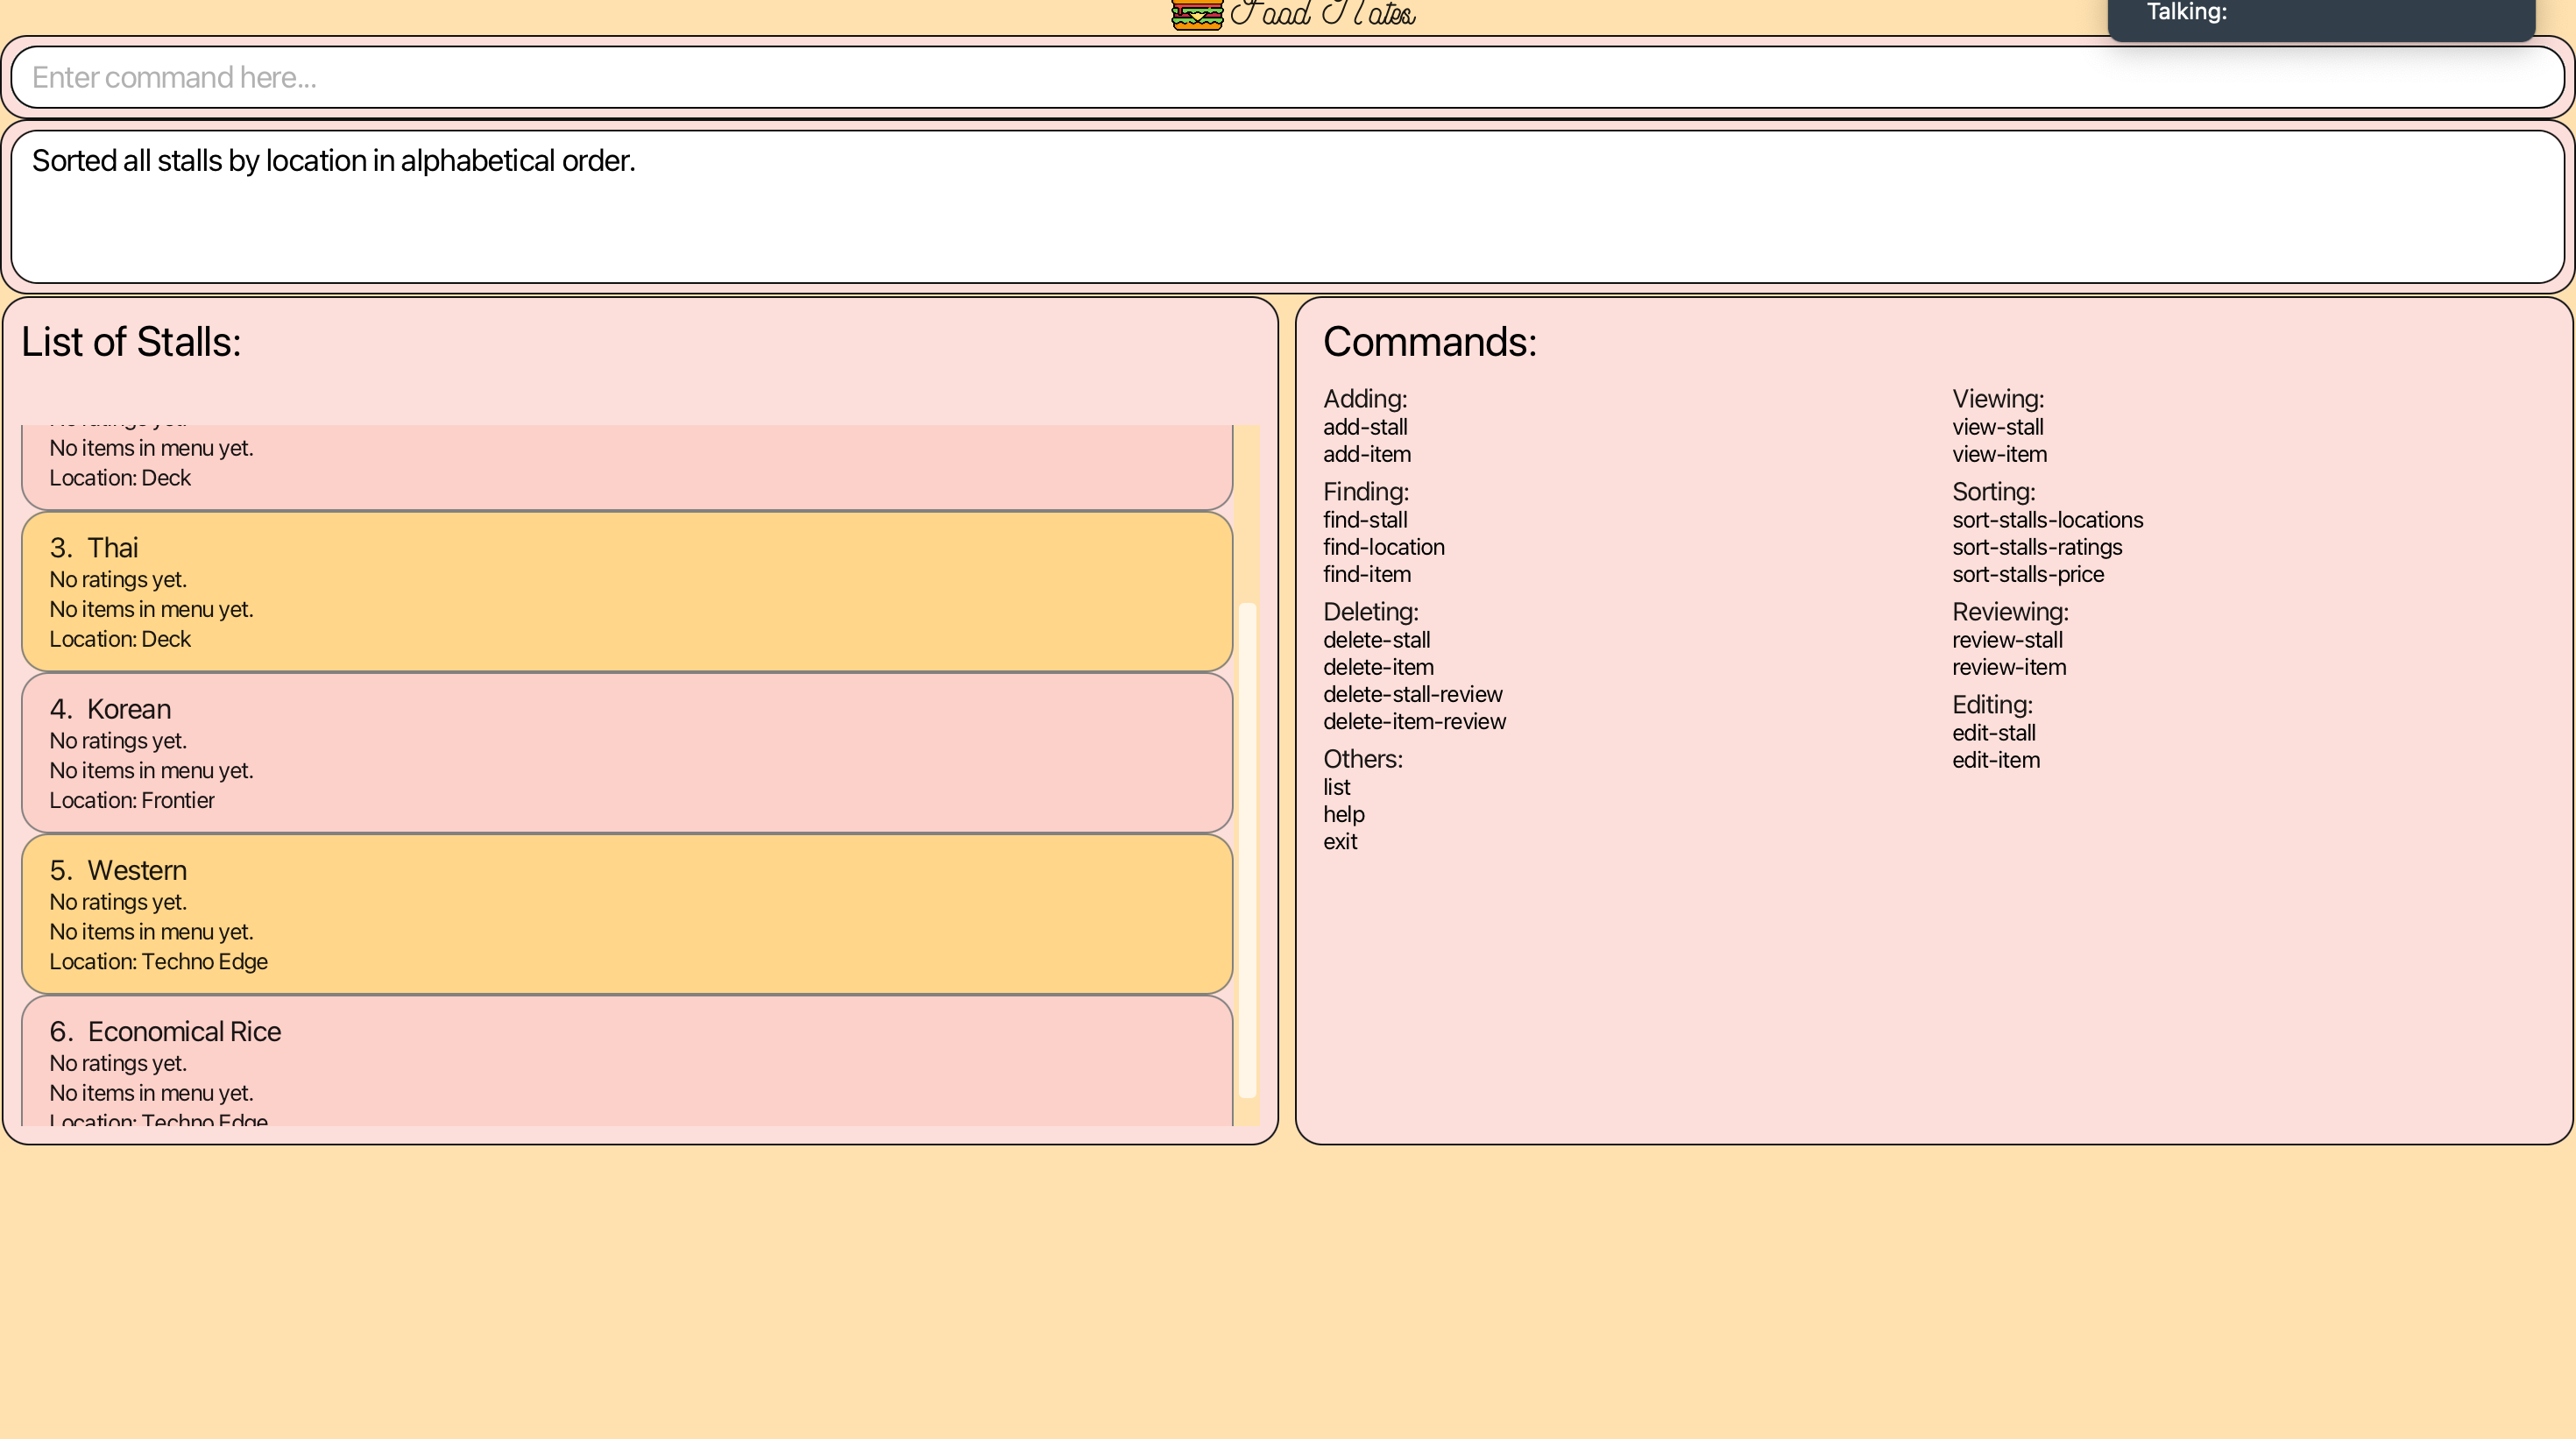 Food Notes
Talking:
Enter command here...
Sorted all stalls by location in alphabetical order.
List of Stalls:
No ratings yet.
No items in menu yet.
Location: Deck
3. Thai
No ratings yet.
No items in menu yet.
Location: Deck
4. Korean
No ratings yet.
No items in menu yet.
Location: Frontier
5. Western
No ratings yet.
No items in menu yet.
Location: Techno Edge
6. Economical Rice
No ratings yet.
No items in menu yet.
Location: Techno Edge
Commands:
Adding:
add-stall
add-item
Finding:
find-stall
find-location
find-item
Deleting:
delete-stall
delete-item
delete-stall-review
delete-item-review
Others:
list
help
exit
Viewing:
view-stall
view-item
Sorting:
sort-stalls-locations
sort-stalls-ratings
sort-stalls-price
Reviewing:
review-stall
review-item
Editing:
edit-stall
edit-item